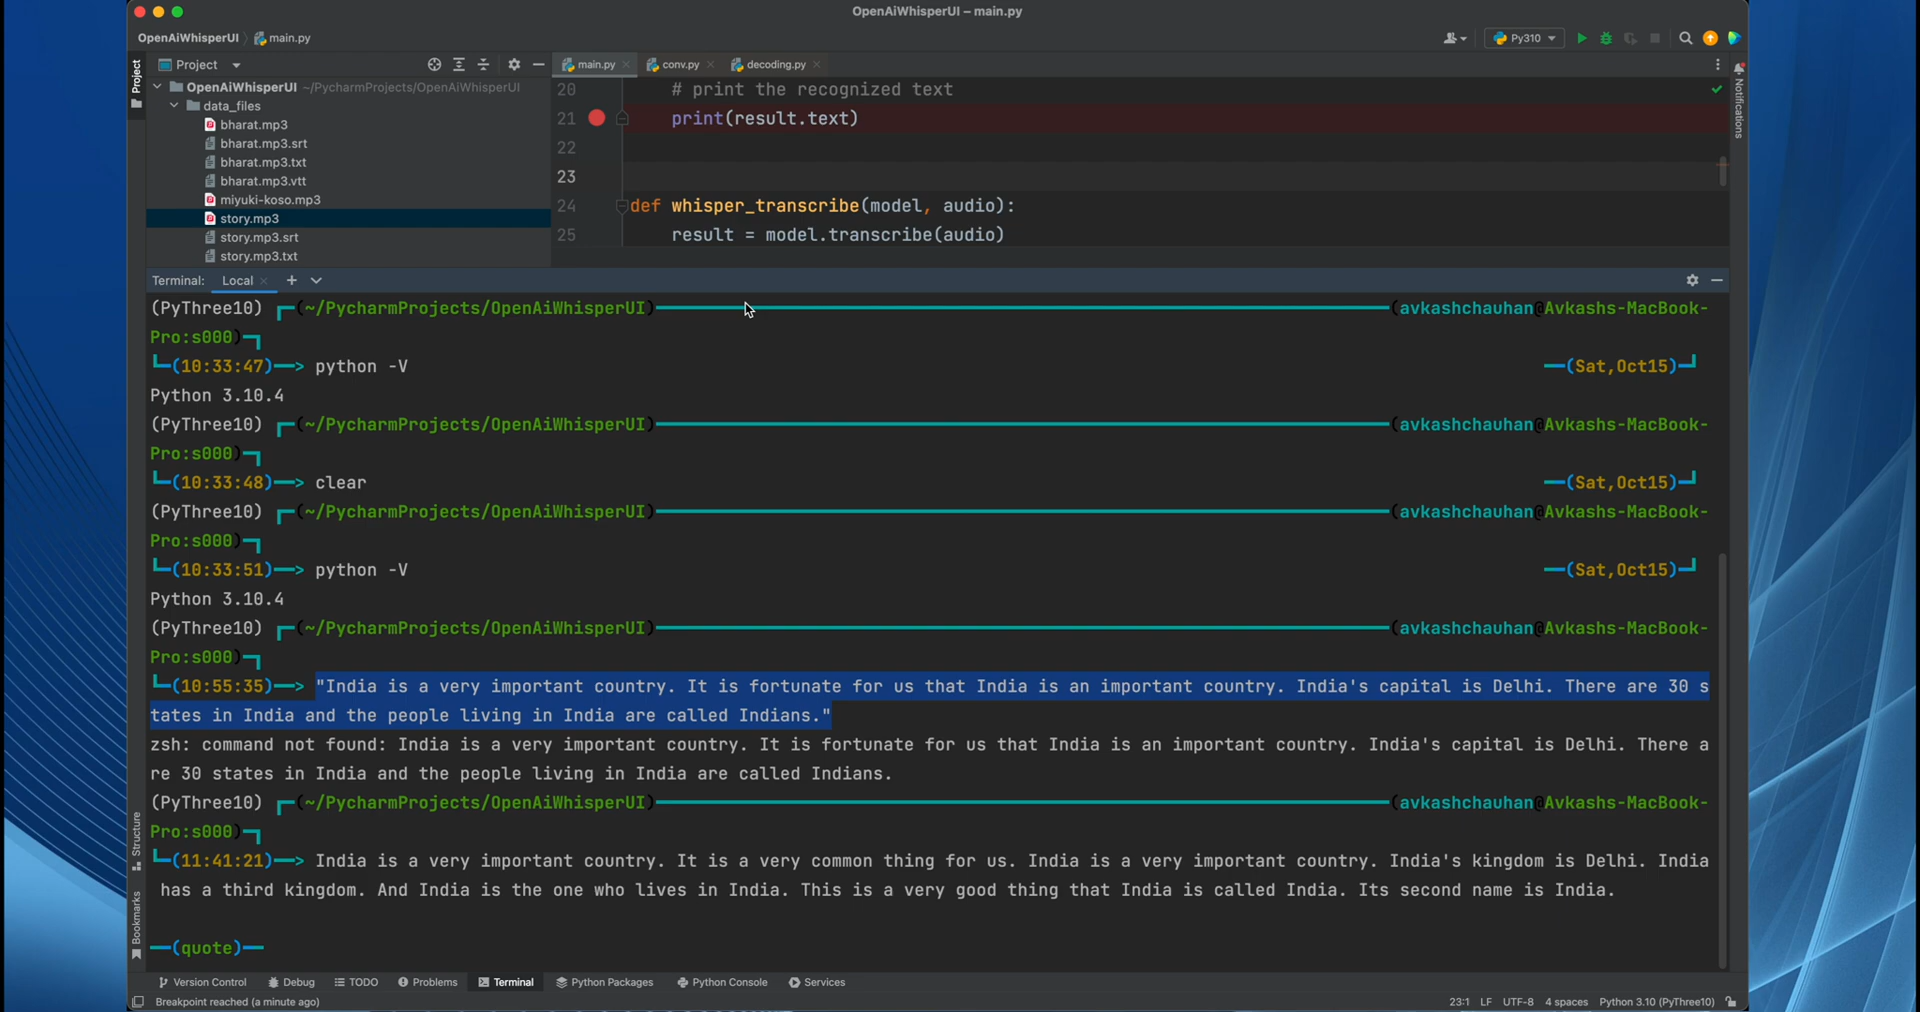 OpenAiWhisperUI – main.py
OpenAiWhisperUI main.py
Py310
Project
main.py
conv.py
decoding.py
Project
OpenAiWhisperUI ~/PycharmProjects/OpenAiWhisperUI
data_files
bharat.mp3
bharat.mp3.srt
bharat.mp3.txt
bharat.mp3.vtt
miyuki-koso.mp3
story.mp3
story.mp3.srt
story.mp3.txt
20 # print the recognized text
21 print(result.text)
22
23
24 def whisper_transcribe(model, audio):
25 result = model.transcribe(audio)
Notifications
Terminal: Local
(PyThree10) (~/PycharmProjects/OpenAiWhisperUI) (avkashchauhan@Avkashs-MacBook-
Pro:s000)
(10:33:47)—> python -V (Sat,Oct15)
Python 3.10.4
(PyThree10) (~/PycharmProjects/OpenAiWhisperUI) (avkashchauhan@Avkashs-MacBook-
Pro:s000)
(10:33:48)—> clear (Sat,Oct15)
(PyThree10) (~/PycharmProjects/OpenAiWhisperUI) (avkashchauhan@Avkashs-MacBook-
Pro:s000)
(10:33:51)—> python -V (Sat,Oct15)
Python 3.10.4
(PyThree10) (~/PycharmProjects/OpenAiWhisperUI) (avkashchauhan@Avkashs-MacBook-
Pro:s000)
(10:55:35)—> "India is a very important country. It is fortunate for us that India is an important country. India's capital is Delhi. There are 30 s
tates in India and the people living in India are called Indians."
zsh: command not found: India is a very important country. It is fortunate for us that India is an important country. India's capital is Delhi. There a
re 30 states in India and the people living in India are called Indians.
(PyThree10) (~/PycharmProjects/OpenAiWhisperUI) (avkashchauhan@Avkashs-MacBook-
Pro:s000)
(11:41:21)—> India is a very important country. It is a very common thing for us. India is a very important country. India's kingdom is Delhi. India
has a third kingdom. And India is the one who lives in India. This is a very good thing that India is called India. Its second name is India.
—(quote)—
Structure
Bookmarks
Version Control Debug TODO Problems Terminal Python Packages Python Console Services
Breakpoint reached (a minute ago) 23:1 LF UTF-8 4 spaces Python 3.10 (PyThree10)